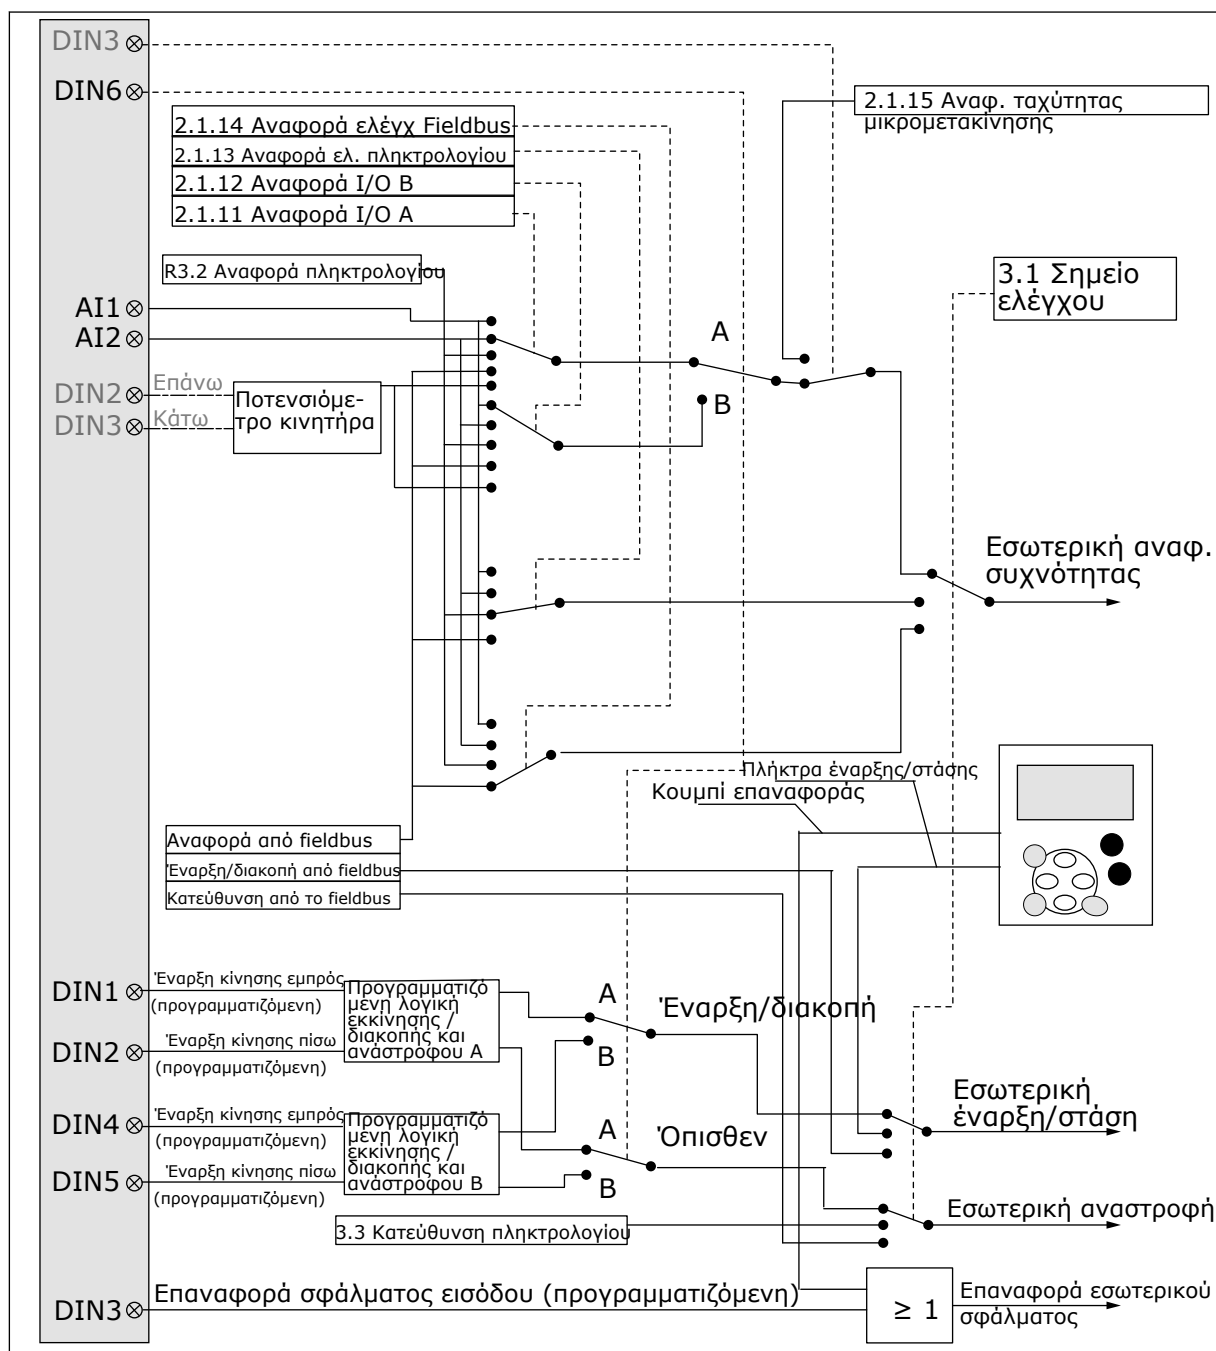 DIN3
DIN6
2.1.15 Αναφ. ταχύτητας
μικρομετακίνησης
2.1.14 Αναφορά ελέγχ Fieldbus
2.1.13 Αναφορά ελ. πληκτρολογίου
2.1.12 Αναφορά I/O B
2.1.11 Αναφορά I/O A
R3.2 Αναφορά πληκτρολογίου
3.1 Σημείο
ελέγχου
AI1
AI2
A
B
DIN2
Επάνω
DIN3
Κάτω
Ποτενσιόμε-
τρο κινητήρα
Εσωτερική αναφ.
συχνότητας
Πλήκτρα έναρξης/στάσης
Κουμπί επαναφοράς
Αναφορά από fieldbus
Έναρξη/διακοπή από fieldbus
Κατεύθυνση από το fieldbus
DIN1
Έναρξη κίνησης εμπρός
(προγραμματιζόμενη)
DIN2
Έναρξη κίνησης πίσω
(προγραμματιζόμενη)
Προγραμματιζό
μενη λογική
εκκίνησης /
διακοπής και
ανάστροφου A
A
B
Έναρξη/διακοπή
DIN4
Έναρξη κίνησης εμπρός
(προγραμματιζόμενη)
DIN5
Έναρξη κίνησης πίσω
(προγραμματιζόμενη)
Προγραμματιζό
μενη λογική
εκκίνησης /
διακοπής και
ανάστροφου B
A
B
Όπισθεν
Εσωτερική
έναρξη/στάση
3.3 Κατεύθυνση πληκτρολογίου
Εσωτερική αναστροφή
DIN3
Επαναφορά σφάλματος εισόδου (προγραμματιζόμενη)
≥ 1
Επαναφορά εσωτερικού
σφάλματος